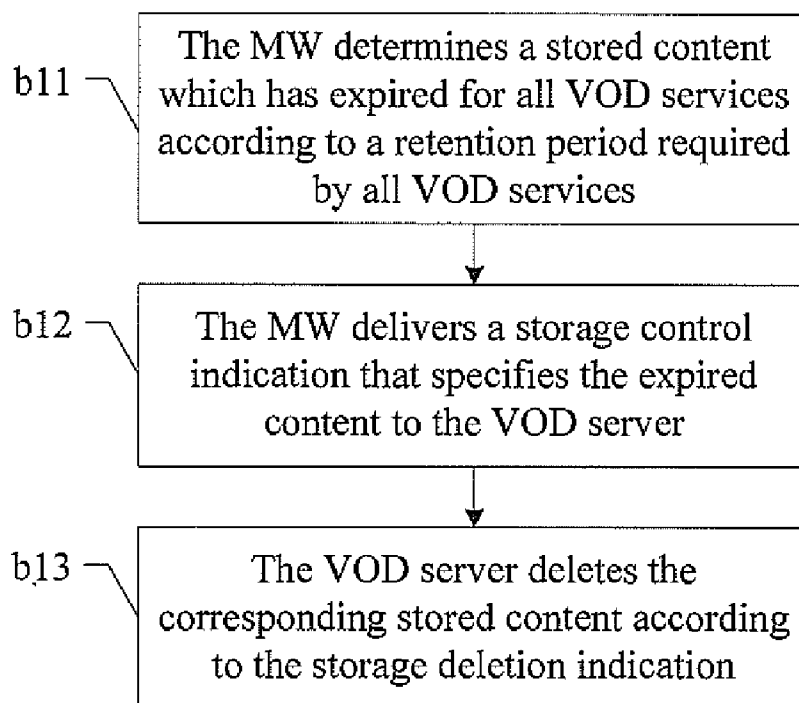 b11
The MW determines a stored content
which has expired for all VOD services
according to a retention period required
by all VOD services
b12
The MW delivers a storage control
indication that specifies the expired
content to the VOD server
b13
The VOD server deletes the
corresponding stored content according
to the storage deletion indication